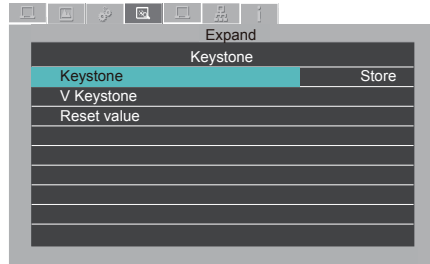 Expand
Keystone
Keystone Store
V Keystone
Reset value